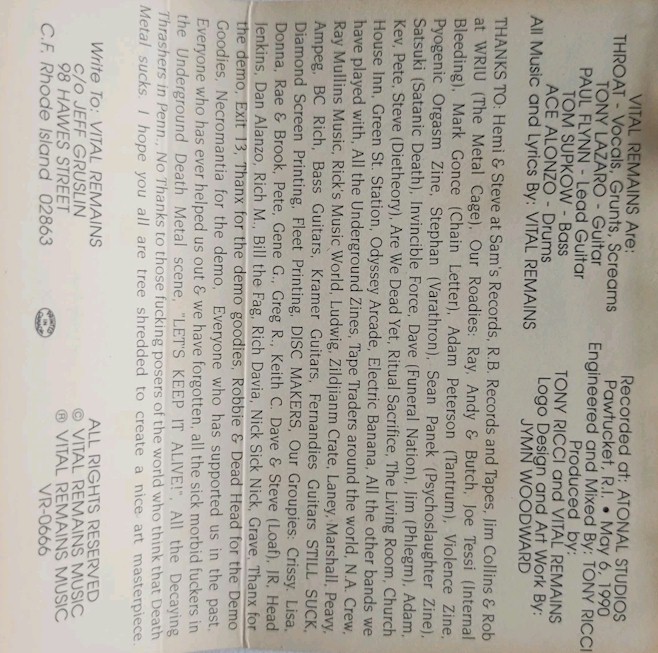 VITAL REMAINS Are:
THROAT - Vocals, Grunts, Screams
TONY LAZARO - Guitar
PAUL FLYNN - Lead Guitar
TOM SUPKOW - Bass
ACE ALONZO - Drums
All Music and Lyrics By: VITAL REMAINS
Recorded at: ATONAL STUDIOS
Pawtucket, R.I. • May 6, 1990
Engineered and Mixed By: TONY RICCI
Produced by:
TONY RICCI and VITAL REMAINS
Logo Design and Art Work By:
JYMN WOODWARD
THANKS TO: Hemi & Steve at Sam's Records, R.B. Records and Tapes, Jim Collins & Rob
at WRIU (The Metal Cage), Our Roadies: Ray, Andy & Butch, Joe Tessi (Internal
Bleeding), Mark Gonce (Chain Letter), Adam Peterson (Tantrum), Violence Zine,
Pyogenic Orgasm Zine, Stephan (Varathron), Sean Panek (Psychoslaughter Zine),
Satsuki (Satanic Death), Invincible Force, Dave (Funeral Nation), Jim (Phlegm), Adam,
Kev, Pete, Steve (Dietheory), Are We Dead Yet, Ritual Sacrifice, The Living Room, Church
House Inn, Green St. Station, Odyssey Arcade, Electric Banana, All the other bands we
have played with, All the Underground Zines, Tape Traders around the world, N.A. Crew,
Ray Mullins Music, Rick's Music World, Ludwig, Zildjianm Crate, Laney, Marshall, Peavy,
Ampeg, BC Rich, Bass Guitars, Kramer Guitars, Fernandies Guitars STILL SUCK,
Diamond Screen Printing, Fleet Printing, DISC MAKERS, Our Groupies: Crissy, Lisa,
Donna, Rae & Brook, Pete, Gene G., Greg R., Keith C. Dave & Steve (Loaf), JR, Head
Jenkins, Dan Alanzo, Rich M., Bill the Fag, Rich Davia, Nick Sick Nick, Grave, Thanx for
the demo, Exit 13, Thanx for the demo goodies, Robbie & Dead Head for the Demo
Goodies, Necromantia for the demo, Everyone who has supported us in the past.
Everyone who has ever helped us out & we have forgotten, all the sick morbid fuckers in
the Underground Death Metal scene, "LET'S KEEP IT ALIVE!", All the Decaying
Thrashers in Penn., No Thanks to those fucking posers of the world who think that Death
Metal sucks, I hope you all are tree shredded to create a nice art masterpiece.
Write To: VITAL REMAINS
C/O JEFF GRUSLIN
98 HAWES STREET
C.F. Rhode Island 02863
ALL RIGHTS RESERVED
© VITAL REMAINS MUSIC
℗ VITAL REMAINS MUSIC
VR-0666